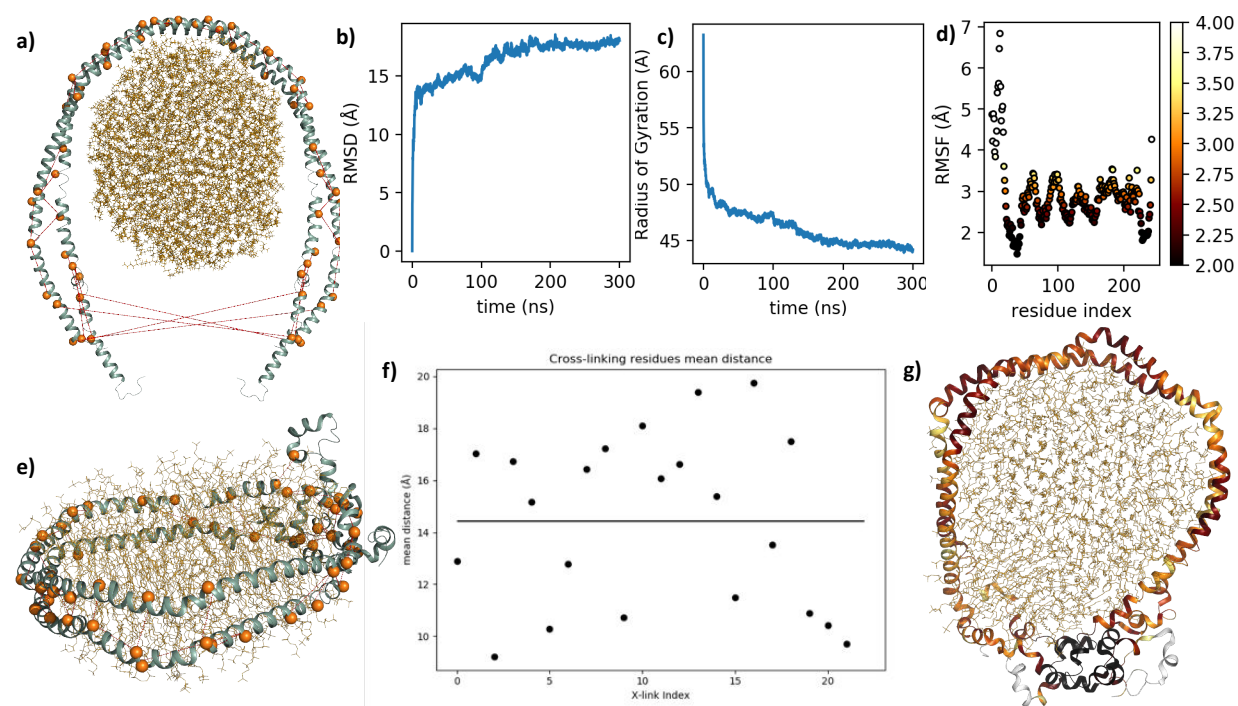 a)
b)
RMSD (Å)
15
10
5
0
0 100 200 300
time (ns)
c)
Radius of Gyration (A)
60
55
50
45
0 100 200 300
time (ns)
d)
RMSF (Å)
7
6
5
4
3
2
0 100 200
residue index
4.00
3.75
3.50
3.25
3.00
2.75
2.50
2.25
2.00
e)
f)
Cross-linking residues mean distance
mean distance (Å)
20
18
16
14
12
10
0 5 10 15 20
X-link Index
g)